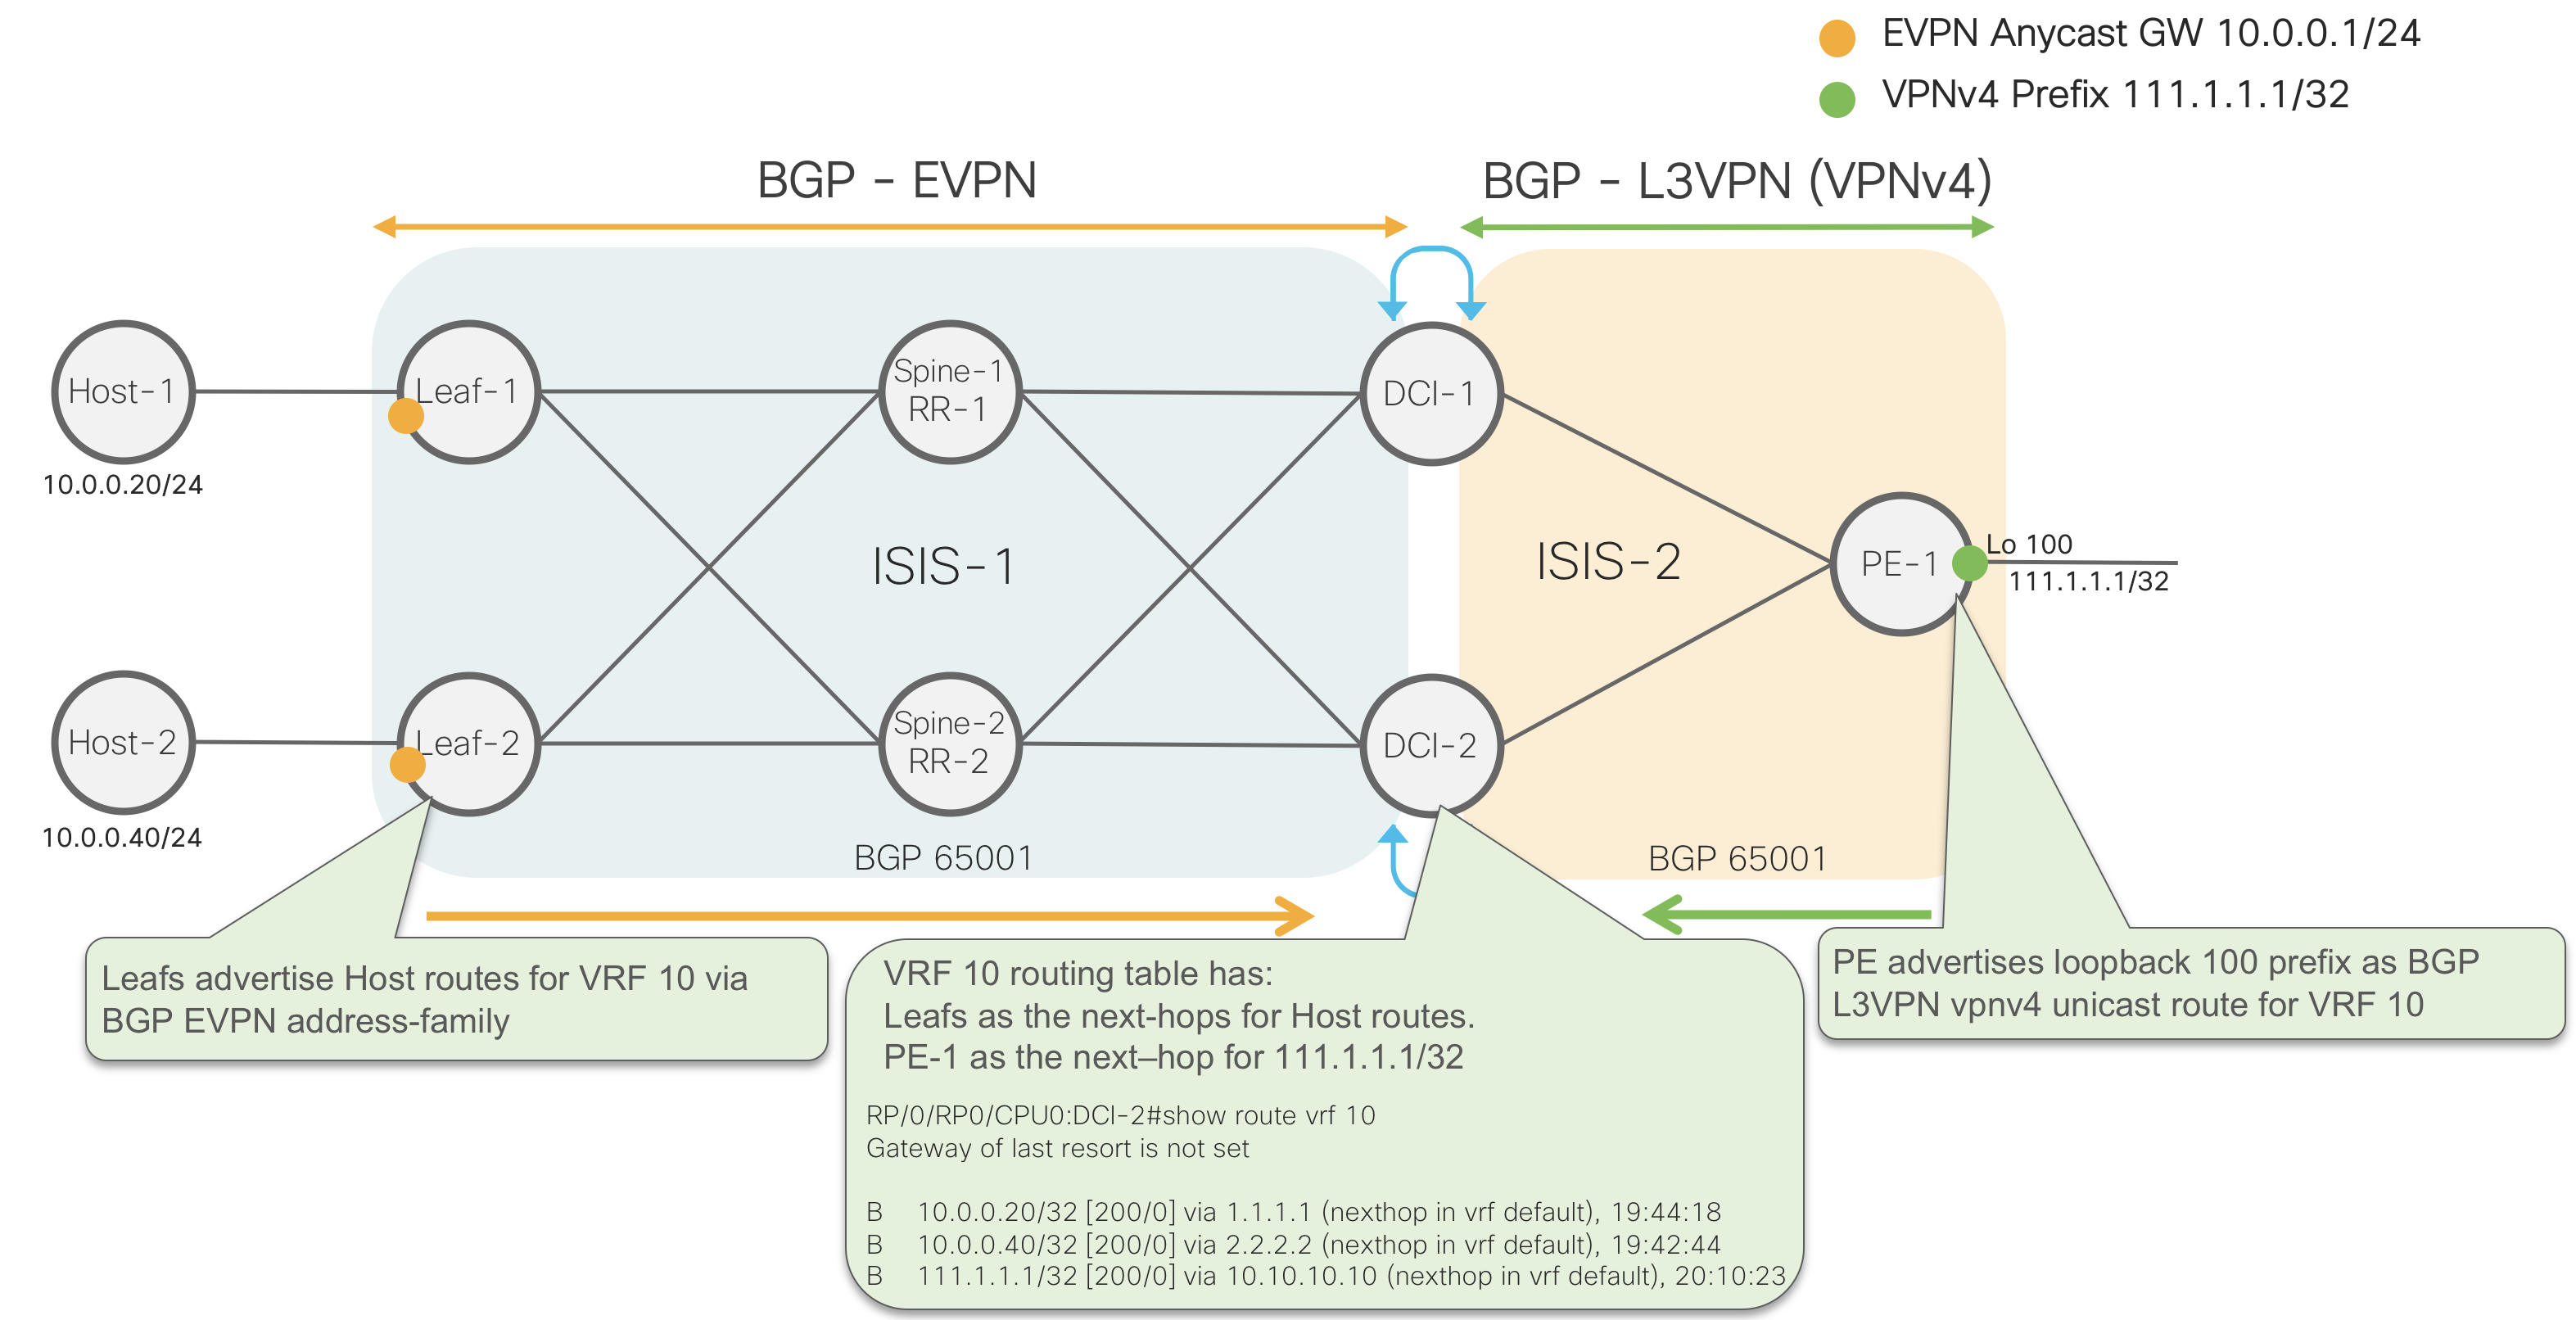 EVPN Anycast GW 10.0.0.1/24
VPNv4 Prefix 111.1.1.1/32
BGP - EVPN
BGP - L3VPN (VPNv4)
Host-1
10.0.0.20/24
Leaf-1
Spine-1
RR-1
DCI-1
ISIS-1
ISIS-2
PE-1
Lo 100
111.1.1.1/32
Host-2
10.0.0.40/24
Leaf-2
Spine-2
RR-2
DCI-2
BGP 65001
BGP 65001
Leafs advertise Host routes for VRF 10 via
BGP EVPN address-family
VRF 10 routing table has:
Leafs as the next-hops for Host routes.
PE-1 as the next–hop for 111.1.1.1/32
RP/0/RP0/CPU0:DCI-2#show route vrf 10
Gateway of last resort is not set
B 10.0.0.20/32 [200/0] via 1.1.1.1 (nexthop in vrf default), 19:44:18
B 10.0.0.40/32 [200/0] via 2.2.2.2 (nexthop in vrf default), 19:42:44
B 111.1.1.1/32 [200/0] via 10.10.10.10 (nexthop in vrf default), 20:10:23
PE advertises loopback 100 prefix as BGP
L3VPN vpnv4 unicast route for VRF 10